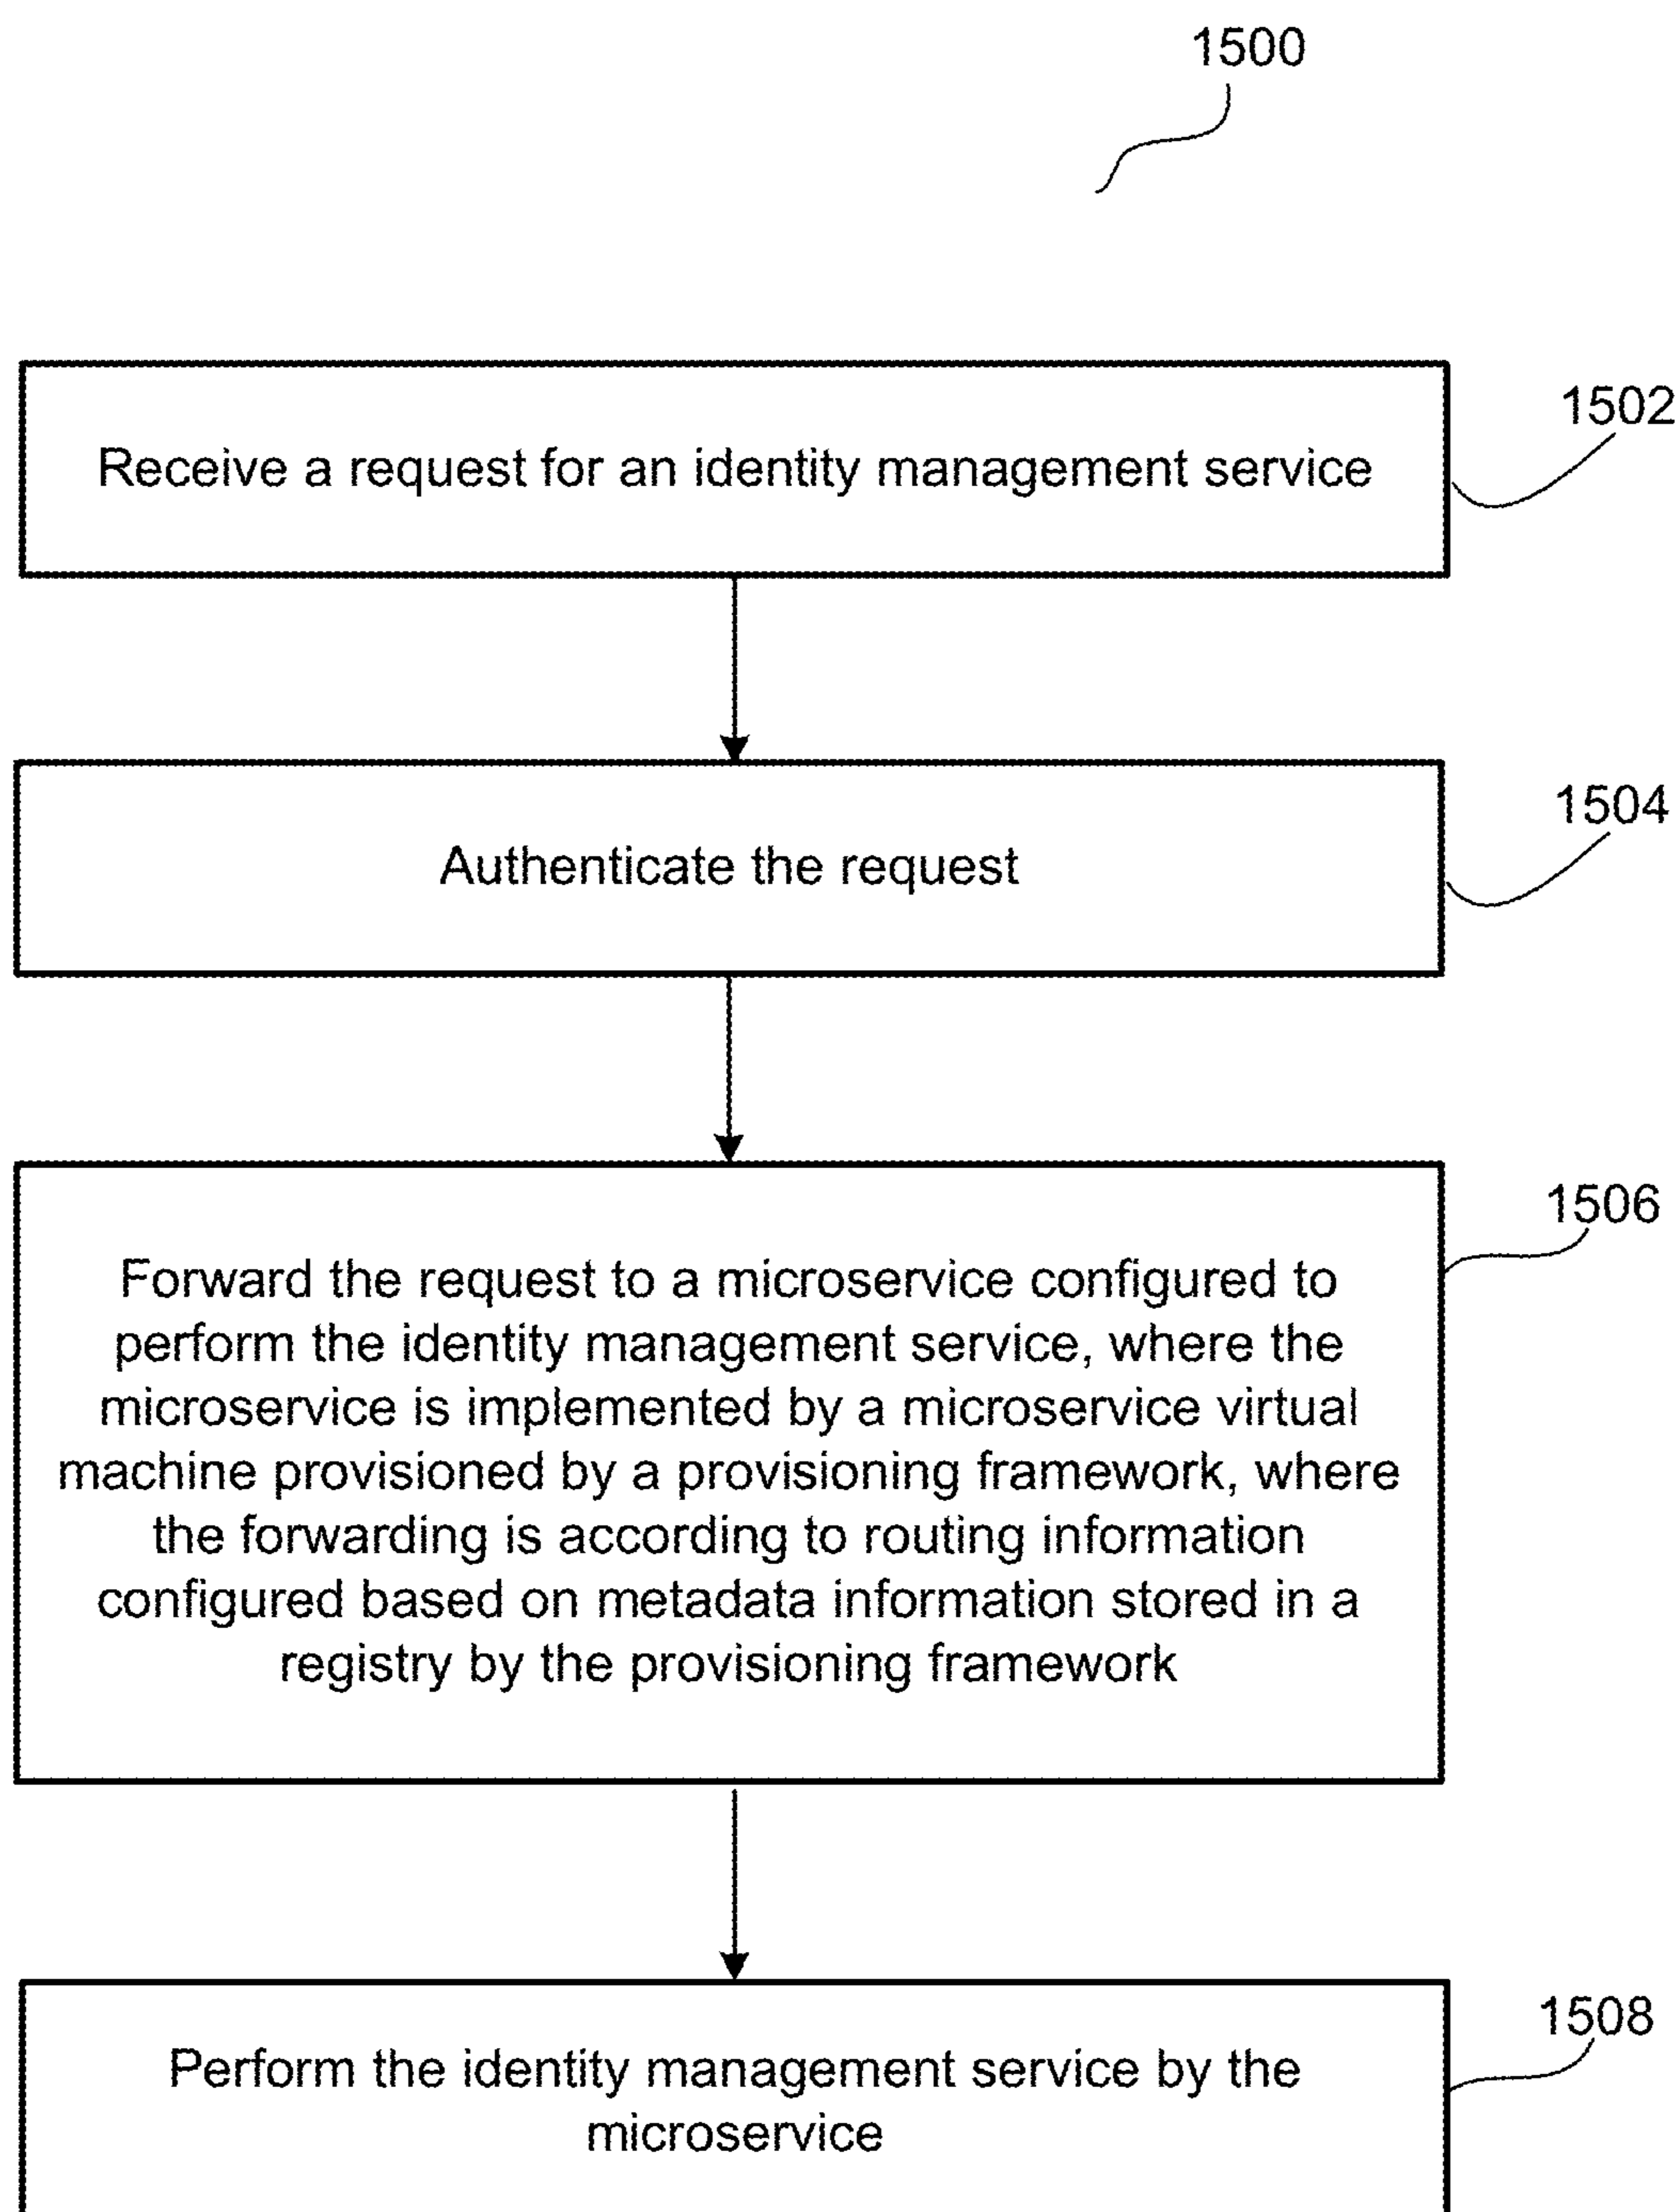 1500
1502
Receive a request for an identity management service
1504
Authenticate the request
1506
Forward the request to a microservice configured to
perform the identity management service, where the
microservice is implemented by a microservice virtual
machine provisioned by a provisioning framework, where
the forwarding is according to routing information
configured based on metadata information stored in a
registry by the provisioning framework
1508
Perform the identity management service by the
microservice